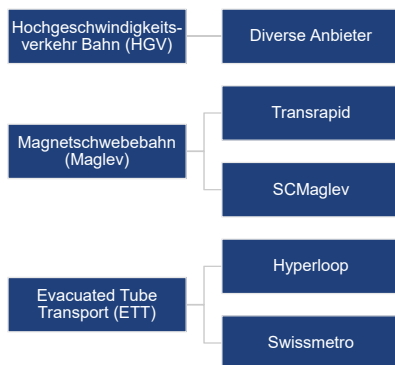 Hochgeschwindigkeits-
verkehr Bahn (HGV)
Diverse Anbieter
Magnetschwebebahn
(Maglev)
Transrapid
SCMaglev
Evacuated Tube
Transport (ETT)
Hyperloop
Swissmetro